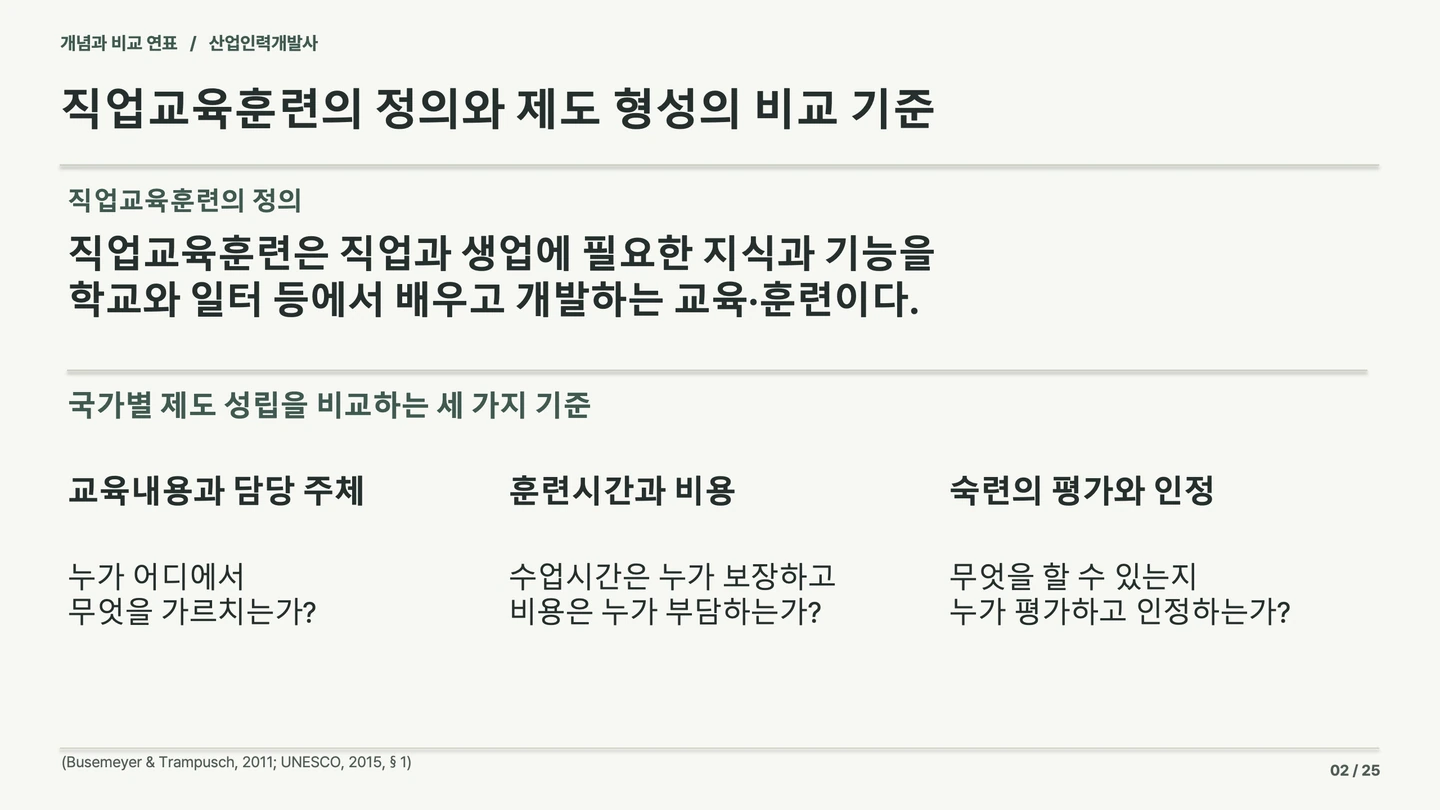 개념과 비교 연표 / 산업인력개발사
직업교육훈련의 정의와 제도 형성의 비교 기준
직업교육훈련의 정의
직업교육훈련은 직업과 생업에 필요한 지식과 기능을
학교와 일터 등에서 배우고 개발하는 교육·훈련이다.
국가별 제도 성립을 비교하는 세 가지 기준
교육내용과 담당 주체
누가 어디에서
무엇을 가르치는가?
훈련시간과 비용
수업시간은 누가 보장하고
비용은 누가 부담하는가?
숙련의 평가와 인정
무엇을 할 수 있는지
누가 평가하고 인정하는가?
(Busemeyer & Trampusch, 2011; UNESCO, 2015, § 1)
02 / 25